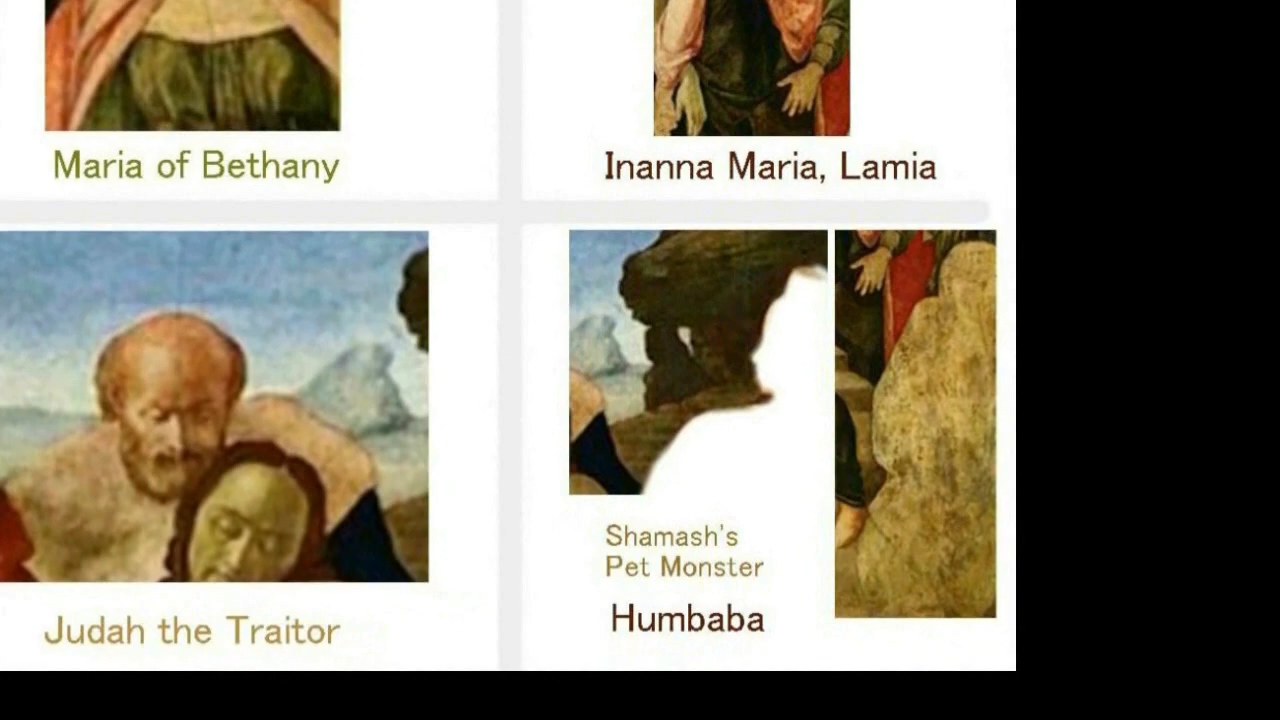 Maria of Bethany
Inanna Maria, Lamia
Judah the Traitor
Shamash's
Pet Monster
Humbaba